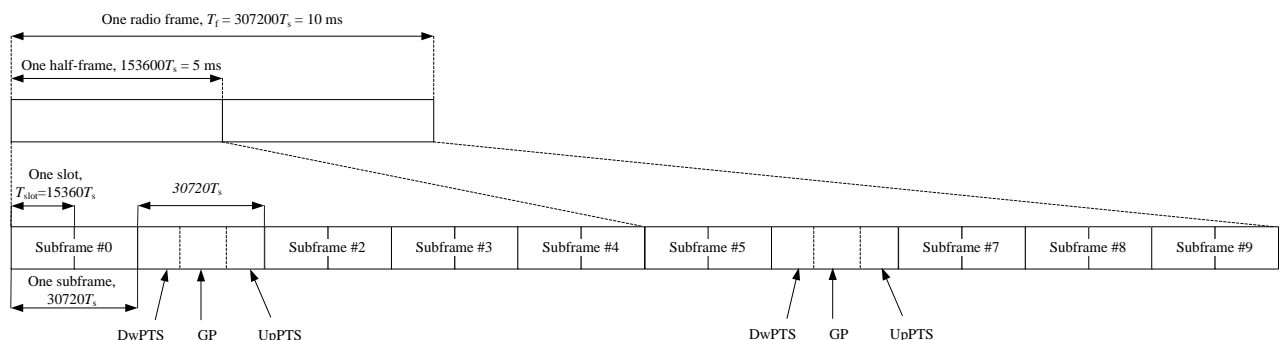 One radio frame, Tf = 307200Ts = 10 ms
One half-frame, 153600Ts = 5 ms
One slot,
Tslot=15360Ts
30720Ts
Subframe #0
Subframe #2
Subframe #3
Subframe #4
Subframe #5
Subframe #7
Subframe #8
Subframe #9
One subframe,
30720Ts
DwPTS
GP
UpPTS
DwPTS
GP
UpPTS